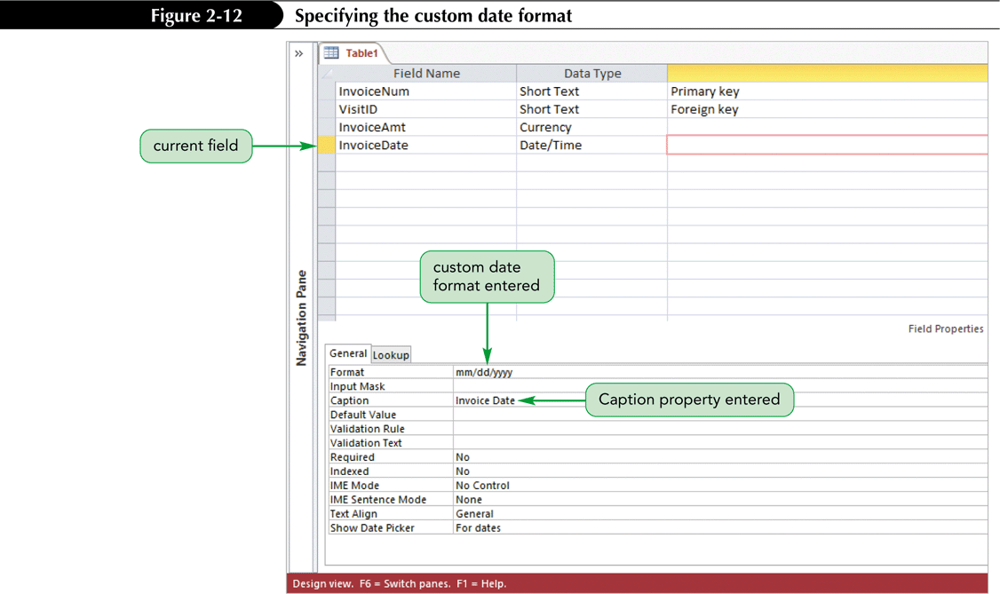 Figure 2-12 Specifying the custom date format
» Table1
Field Name Data Type
InvoiceNum Short Text Primary key
VisitID Short Text Foreign key
InvoiceAmt Currency
current field InvoiceDate Date/Time
custom date
format entered
Navigation Pane
Field Properties
General Lookup
Format mm/dd/yyyy
Input Mask
Caption Invoice Date Caption property entered
Default Value
Validation Rule
Validation Text
Required No
Indexed No
IME Mode No Control
IME Sentence Mode None
Text Align General
Show Date Picker For dates
Design view. F6 = Switch panes. F1 = Help.